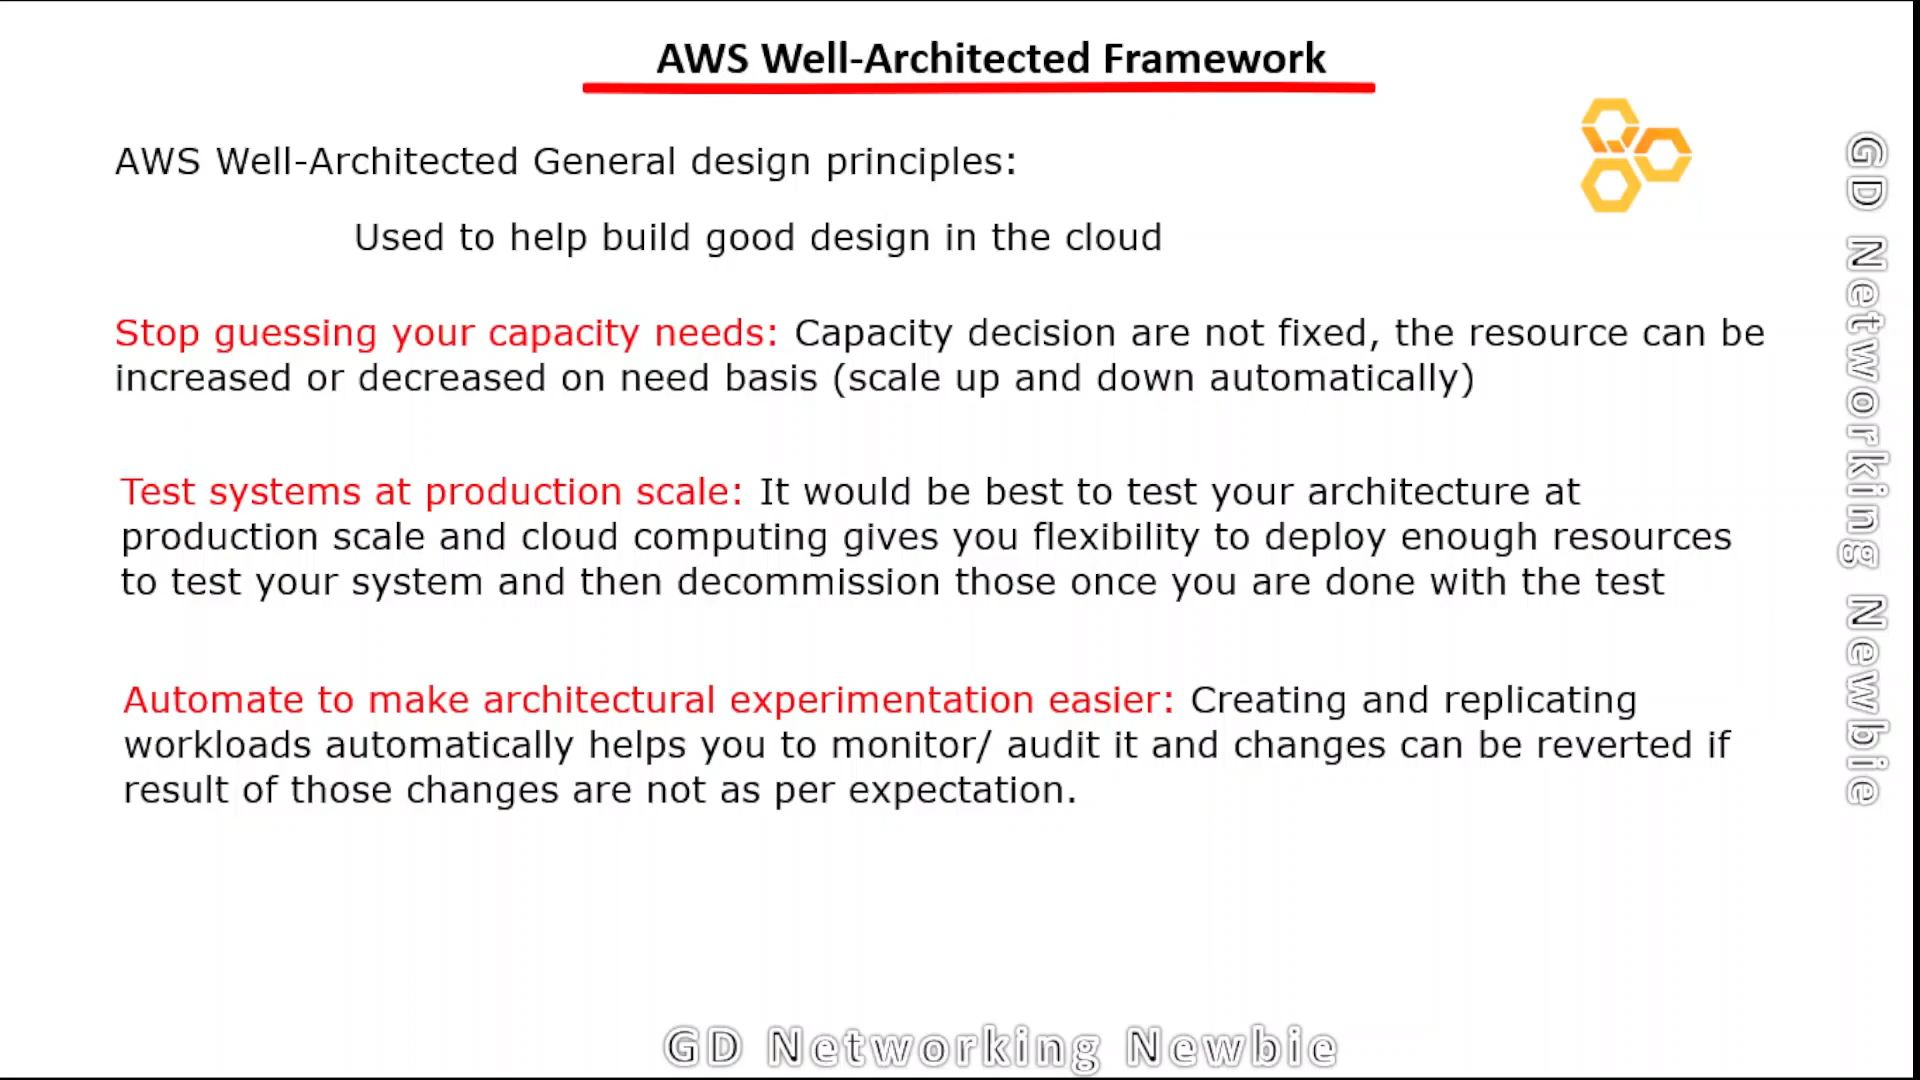 AWS Well-Architected Framework
AWS Well-Architected General design principles:
Used to help build good design in the cloud
Stop guessing your capacity needs: Capacity decision are not fixed, the resource can be
increased or decreased on need basis (scale up and down automatically)
Test systems at production scale: It would be best to test your architecture at
production scale and cloud computing gives you flexibility to deploy enough resources
to test your system and then decommission those once you are done with the test
Automate to make architectural experimentation easier: Creating and replicating
workloads automatically helps you to monitor/ audit it and changes can be reverted if
result of those changes are not as per expectation.
GD Networking Newbie
GD Networking Newbie